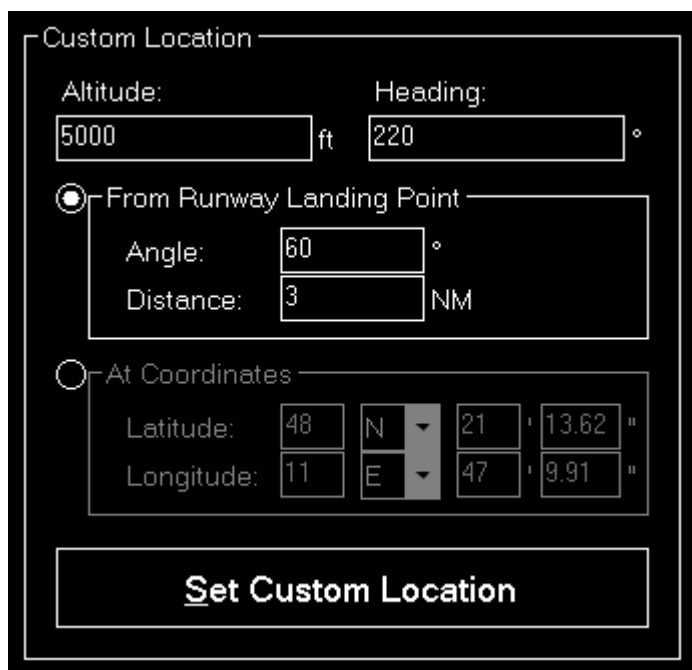 Custom Location
Altitude: Heading:
5000 ft 220 °
From Runway Landing Point
Angle: 60 °
Distance: 3 NM
At Coordinates
Latitude: 48 N 21 ' 13.62 "
Longitude: 11 E 47 ' 9.91 "
Set Custom Location